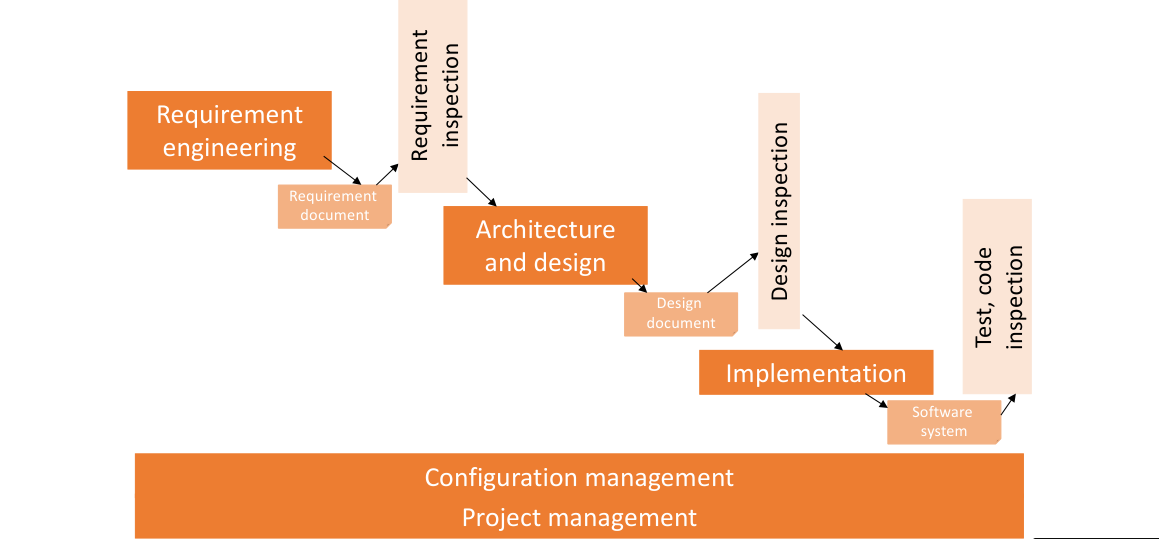 Requirement
engineering
Requirement
document
Requirement
inspection
Architecture
and design
Design
document
Design inspection
Implementation
Software
system
Test, code
inspection
Configuration management
Project management